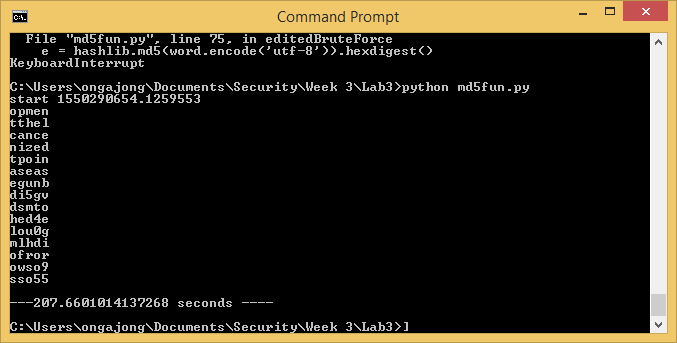 Command Prompt
File "md5fun.py", line 75, in editedBruteForce
e = hashlib.md5(word.encode('utf-8')).hexdigest()
KeyboardInterrupt
C:\Users\ongajong\Documents\Security\Week 3\Lab3>python md5fun.py
start 1550290654.1259553
opmen
tthel
cance
nized
tpoin
aseas
egunb
di5gv
dsmto
hed4e
lou0g
mlhdi
ofror
owso9
sso55
---207.6601014137268 seconds ----
C:\Users\ongajong\Documents\Security\Week 3\Lab3>]